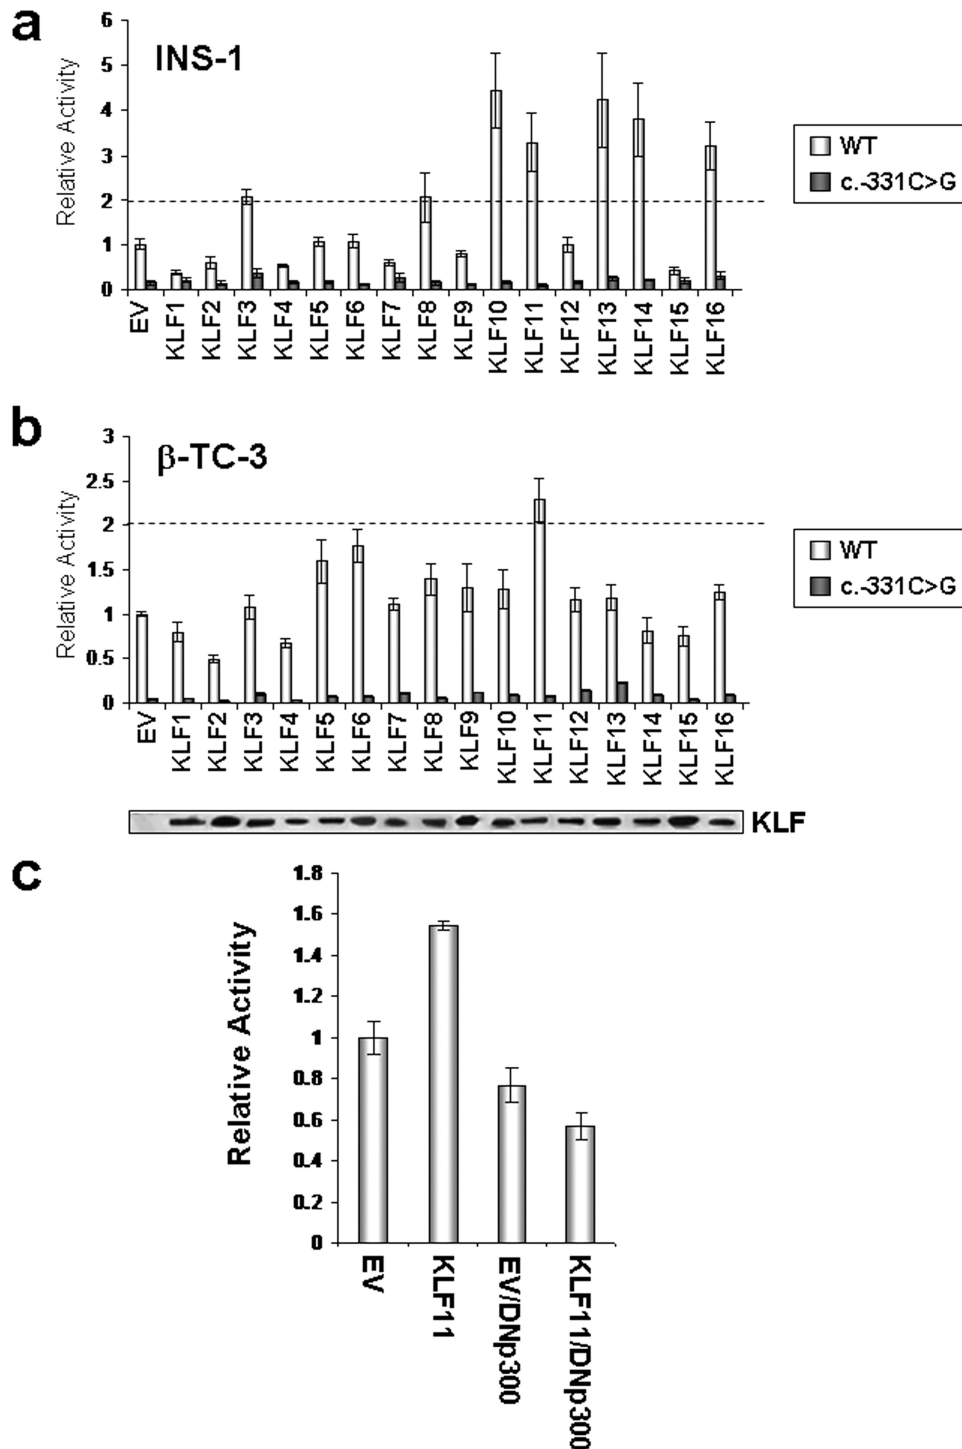 a
INS-1
Relative Activity
6
5
4
3
2
1
0
EV
KLF1
KLF2
KLF3
KLF4
KLF5
KLF6
KLF7
KLF8
KLF9
KLF10
KLF11
KLF12
KLF13
KLF14
KLF15
KLF16
WT
c.-331C>G
b
β-TC-3
Relative Activity
3
2.5
2
1.5
1
0.5
0
EV
KLF1
KLF2
KLF3
KLF4
KLF5
KLF6
KLF7
KLF8
KLF9
KLF10
KLF11
KLF12
KLF13
KLF14
KLF15
KLF16
WT
c.-331C>G
KLF
c
Relative Activity
1.8
1.6
1.4
1.2
1
0.8
0.6
0.4
0.2
0
EV
KLF11
EV/DNp300
KLF11/DNp300